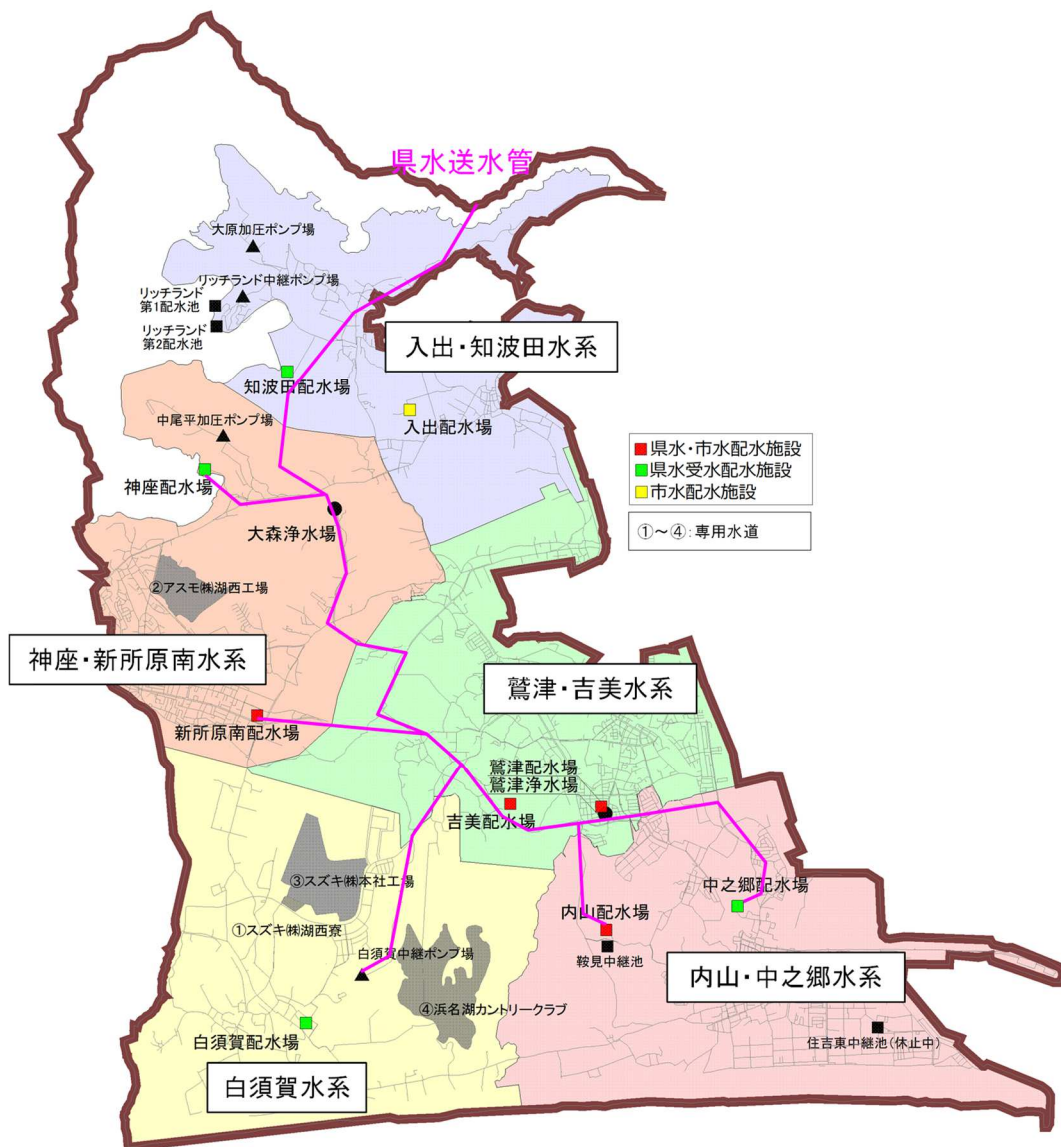 県水送水管
大原加圧ポンプ場
リッチランド中継ポンプ場
リッチランド
第1配水池
リッチランド
第2配水池
入出・知波田水系
知波田配水場
入出配水場
中尾平加圧ポンプ場
神座配水場
大森浄水場
県水・市水配水施設
県水受水配水施設
市水配水施設
①～④：専用水道
②アスモ㈱湖西工場
神座・新所原南水系
鷲津・吉美水系
新所原南配水場
鷲津配水場
鷲津浄水場
吉美配水場
③スズキ㈱本社工場
中之郷配水場
①スズキ㈱湖西寮
内山配水場
白須賀中継ポンプ場
鞍見中継池
内山・中之郷水系
④浜名湖カントリークラブ
白須賀配水場
住吉東中継池(休止中)
白須賀水系